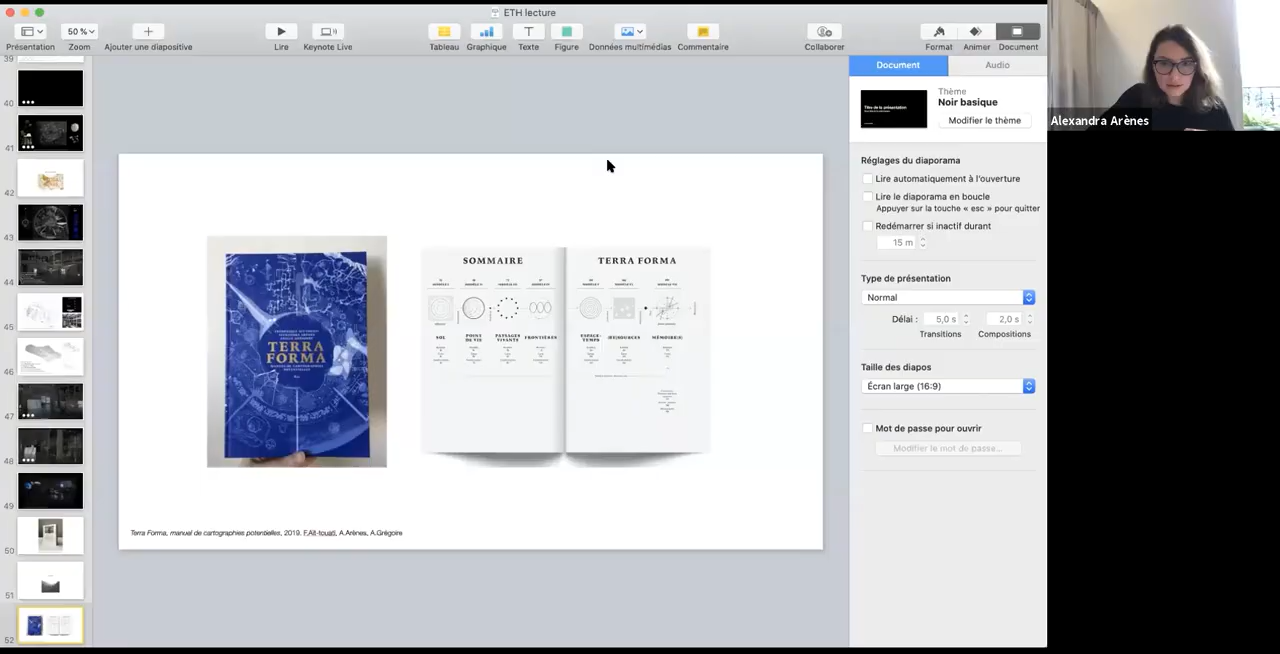 ETH lecture
50 %
Présentation
Zoom
Ajouter une diapositive
Lire
Keynote Live
Tableau
Graphique
Texte
Figure
Données multimédias
Commentaire
Collaborer
Format
Animer
Document
39
40
41
42
43
44
45
46
47
48
49
50
51
52
TERRA
FORMA
SOMMAIRE
TERRA FORMA
SOL
POINT
DE VIE
PAYSAGES
VIVANTS
FRONTIÈRES
ESPACE-
TEMPS
(RE)SOURCES
MÉMOIRE(S)
Terra Forma, manuel de cartographies potentielles, 2019. F.Aït-touati, A.Arènes, A.Grégoire
Document
Audio
Thème
Noir basique
Modifier le thème
Titre de la présentation
Réglages du diaporama
Lire automatiquement à l'ouverture
Lire le diaporama en boucle
Appuyer sur la touche « esc » pour quitter
Redémarrer si inactif durant
15 m
Type de présentation
Normal
Délai :
5,0 s
2,0 s
Transitions
Compositions
Taille des diapos
Écran large (16:9)
Mot de passe pour ouvrir
Modifier le mot de passe...
Alexandra Arènes